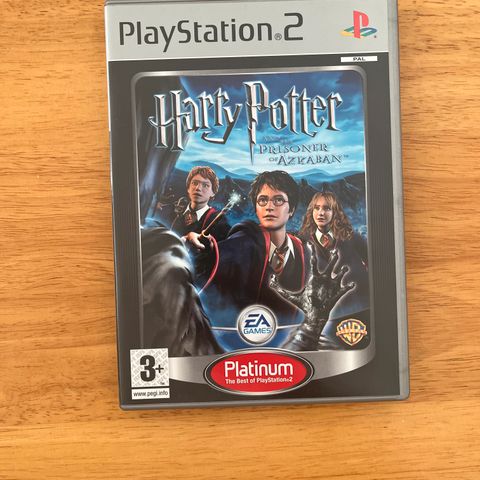 PlayStation®2
PAL
Harry Potter
AND THE
PRISONER
OF AZKABAN™
EA
GAMES
WB
3+
www.pegi.info
Platinum
The Best of PlayStation®2